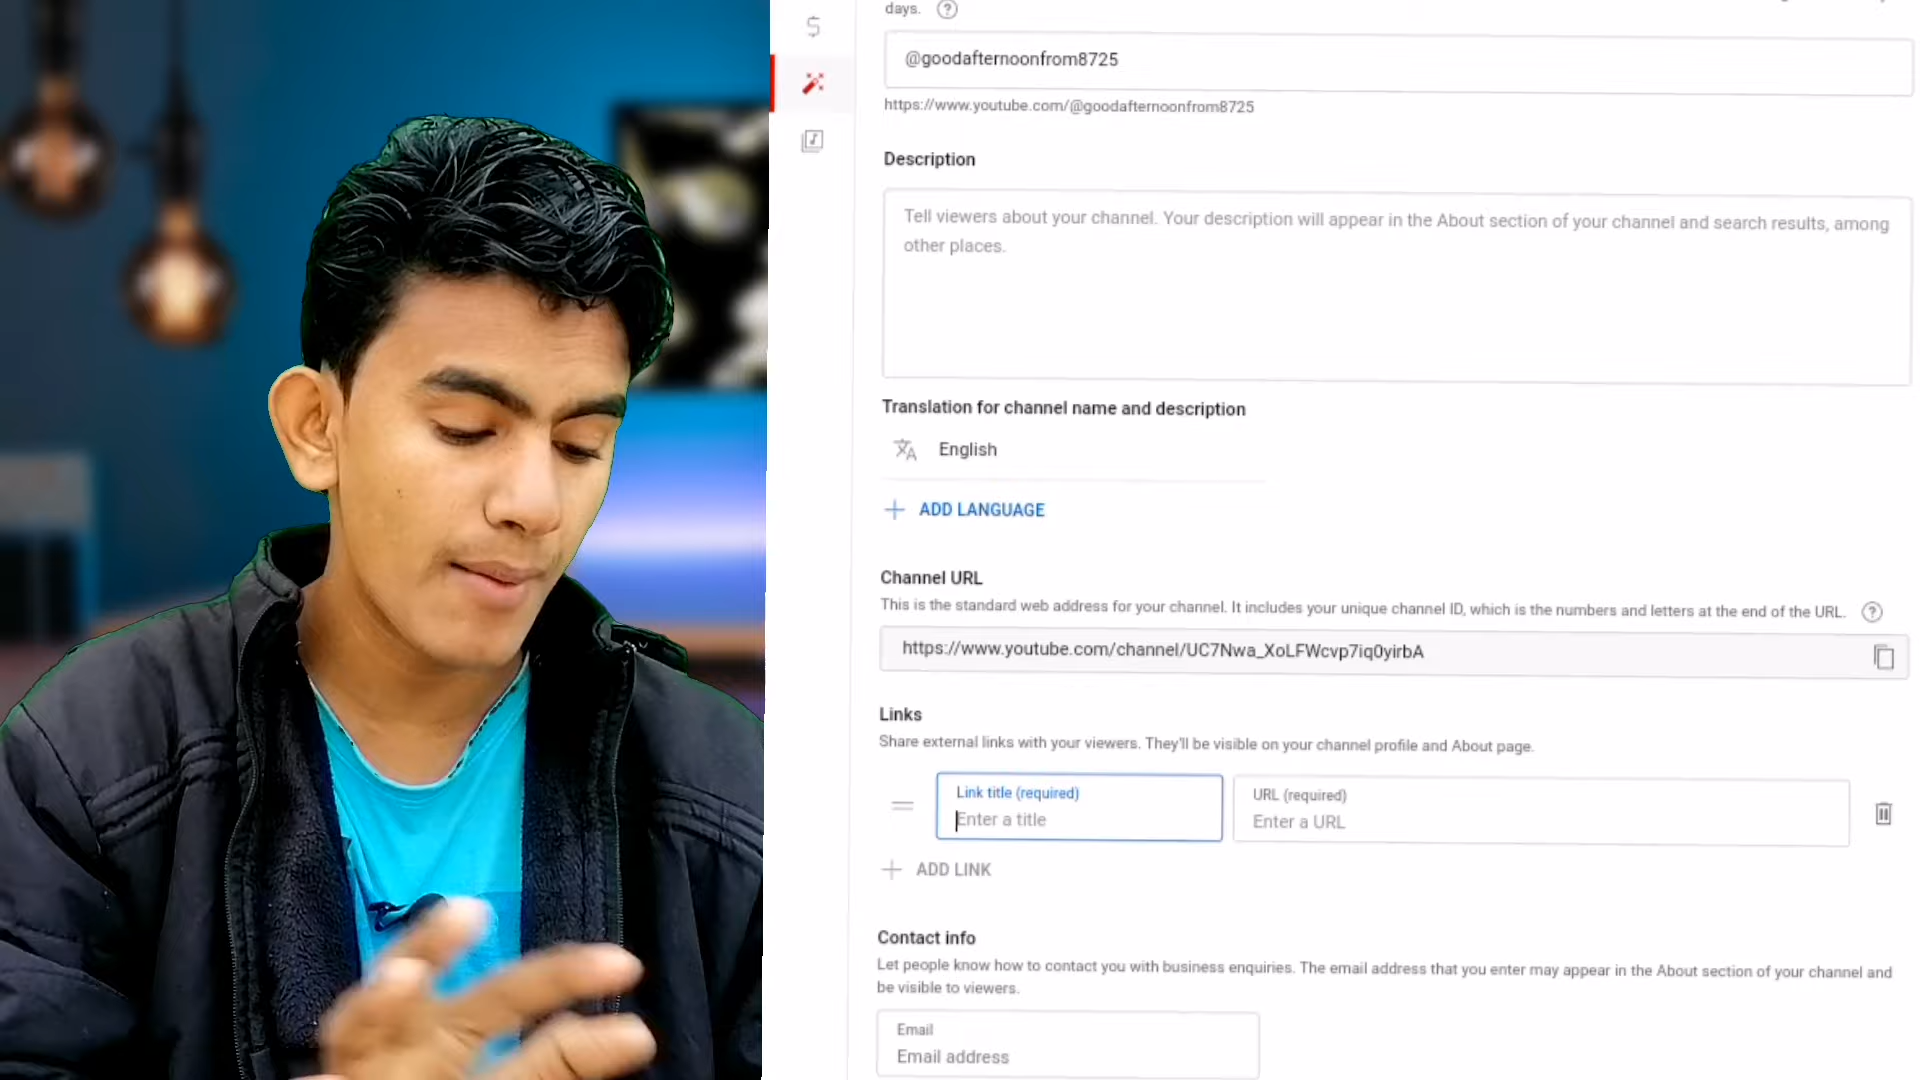 days.
@goodafternoonfrom8725
https://www.youtube.com/@goodafternoonfrom8725
Description
Tell viewers about your channel. Your description will appear in the About section of your channel and search results, among
other places.
Translation for channel name and description
English
ADD LANGUAGE
Channel URL
This is the standard web address for your channel. It includes your unique channel ID, which is the numbers and letters at the end of the URL.
https://www.youtube.com/channel/UC7Nwa_XoLFWcvp7iq0yirbA
Links
Share external links with your viewers. They'll be visible on your channel profile and About page.
Link title (required)
Enter a title
URL (required)
Enter a URL
ADD LINK
Contact info
Let people know how to contact you with business enquiries. The email address that you enter may appear in the About section of your channel and
be visible to viewers.
Email
Email address